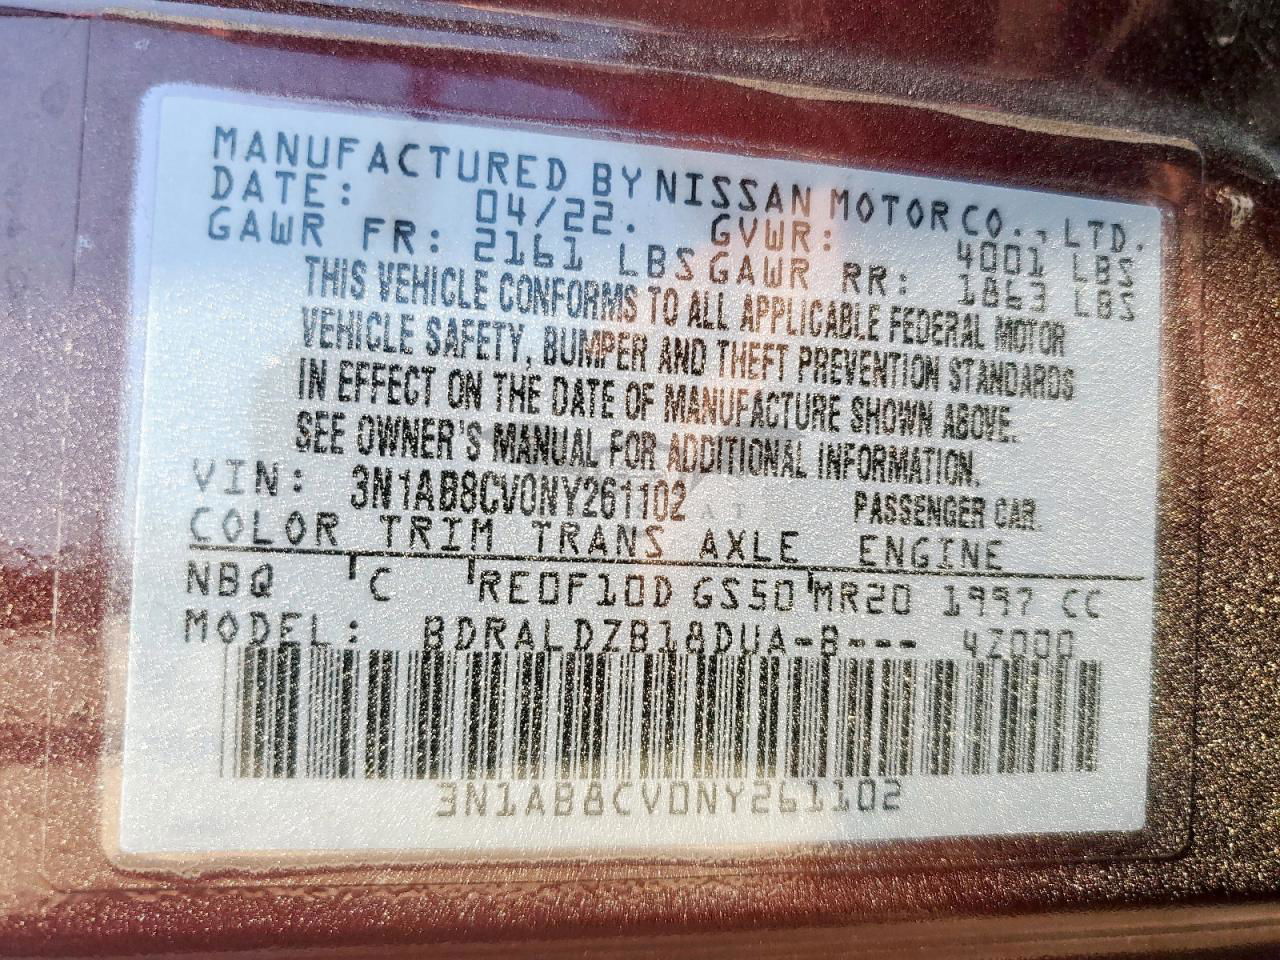 MANUFACTURED BY NISSAN MOTOR CO., LTD.
DATE: 04/22. GVWR: 4001 LBS
GAWR FR: 2161 LBS GAWR RR: 1863 LBS
THIS VEHICLE CONFORMS TO ALL APPLICABLE FEDERAL MOTOR
VEHICLE SAFETY, BUMPER AND THEFT PREVENTION STANDARDS
IN EFFECT ON THE DATE OF MANUFACTURE SHOWN ABOVE.
SEE OWNER'S MANUAL FOR ADDITIONAL INFORMATION.
VIN: 3N1AB8CV0NY261102 PASSENGER CAR
COLOR TRIM TRANS AXLE ENGINE
NBQ C RE0F10D GS50 MR20 1997 CC
MODEL: BDRALDZB18DUA-B--- 4Z000
3N1AB8CV0NY261102